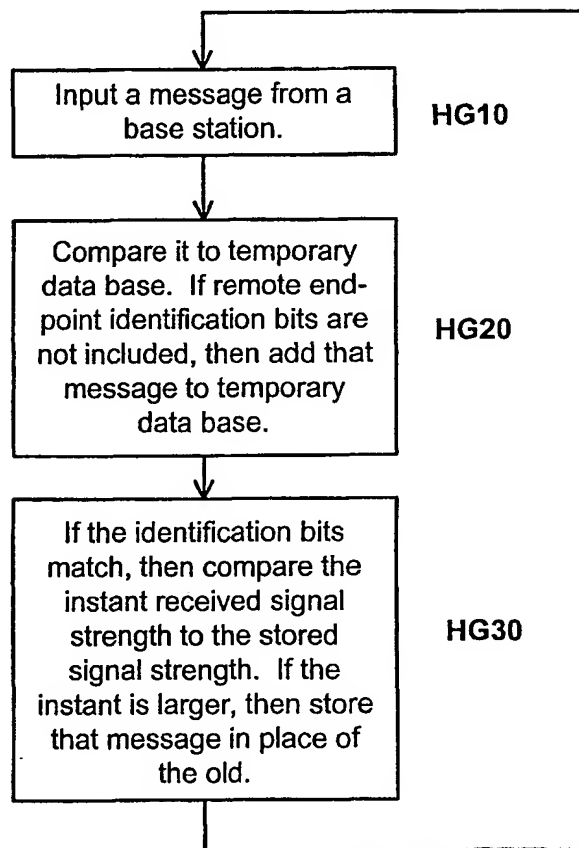 Input a message from a
base station.
HG10
Compare it to temporary
data base. If remote end-
point identification bits are
not included, then add that
message to temporary
data base.
HG20
If the identification bits
match, then compare the
instant received signal
strength to the stored
signal strength. If the
instant is larger, then store
that message in place of
the old.
HG30